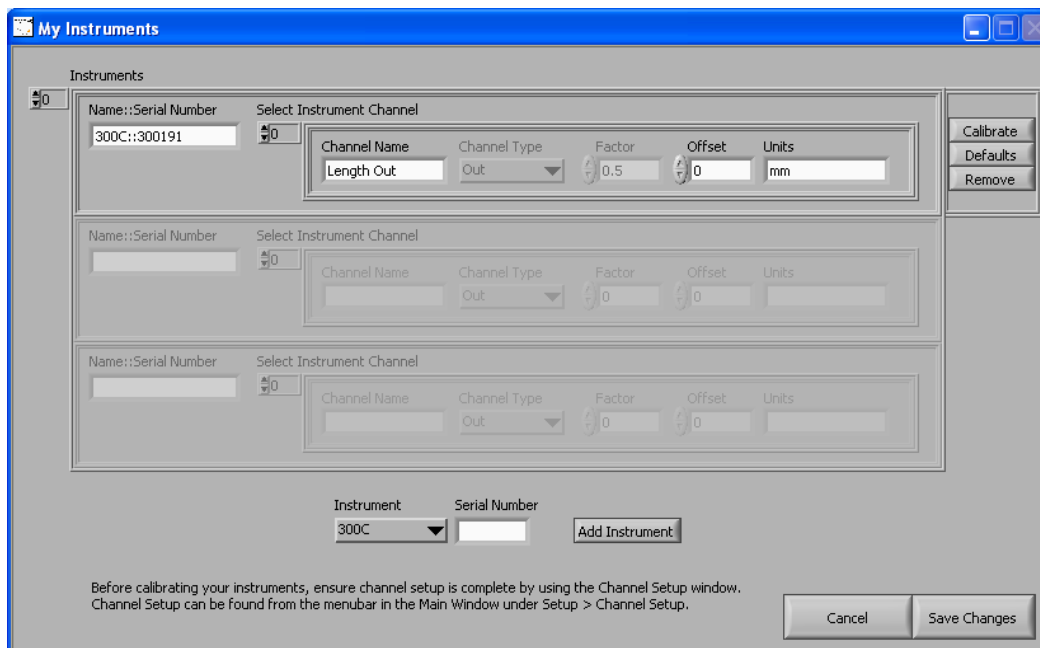 My Instruments
Instruments
0
Name::Serial Number Select Instrument Channel
300C::300191 0
Channel Name Channel Type Factor Offset Units
Length Out Out 0.5 0 mm
Calibrate
Defaults
Remove
Name::Serial Number Select Instrument Channel
0
Channel Name Channel Type Factor Offset Units
Out 0 0
Name::Serial Number Select Instrument Channel
0
Channel Name Channel Type Factor Offset Units
Out 0 0
Instrument Serial Number
300C Add Instrument
Before calibrating your instruments, ensure channel setup is complete by using the Channel Setup window.
Channel Setup can be found from the menubar in the Main Window under Setup > Channel Setup.
Cancel Save Changes